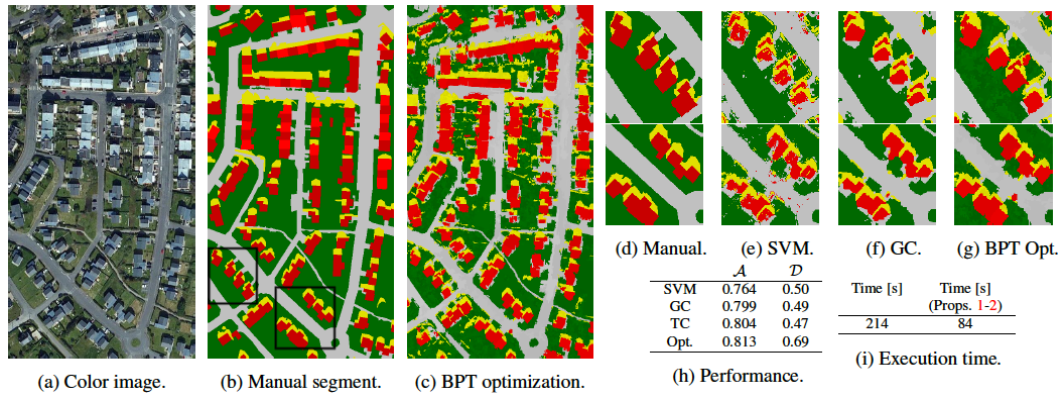 (a) Color image.
(b) Manual segment.
(c) BPT optimization.
(d) Manual.
(e) SVM.
(f) GC.
(g) BPT Opt.
𝒜 𝒟
SVM 0.764 0.50
GC 0.799 0.49
TC 0.804 0.47
Opt. 0.813 0.69
(h) Performance.
Time [s] Time [s]
(Props. 1-2)
214 84
(i) Execution time.